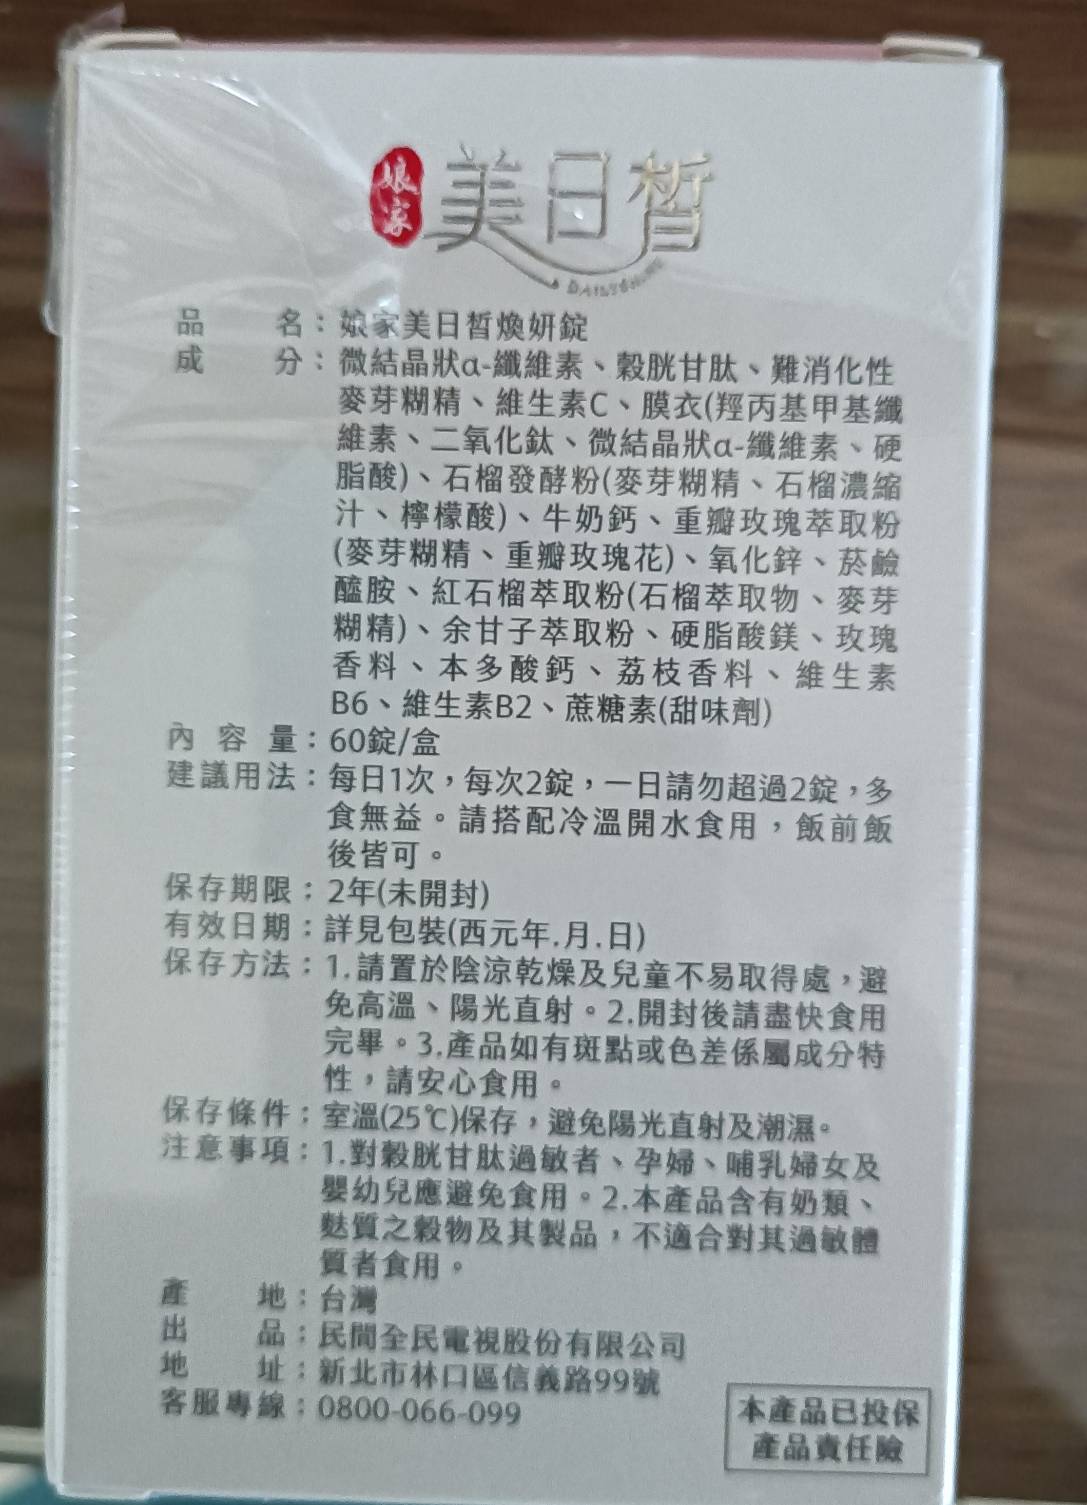 娘家 美日皙
DAILYSHINE
品名：娘家美日皙煥妍錠
成分：微結晶狀α-纖維素、穀胱甘肽、難消化性
麥芽糊精、維生素C、膜衣(羥丙基甲基纖
維素、二氧化鈦、微結晶狀α-纖維素、硬
脂酸)、石榴發酵粉(麥芽糊精、石榴濃縮
汁、檸檬酸)、牛奶鈣、重瓣玫瑰萃取粉
(麥芽糊精、重瓣玫瑰花)、氧化鋅、菸鹼
醯胺、紅石榴萃取粉(石榴萃取物、麥芽
糊精)、余甘子萃取粉、硬脂酸鎂、玫瑰
香料、本多酸鈣、荔枝香料、維生素
B6、維生素B2、蔗糖素(甜味劑)
內容量：60錠/盒
建議用法：每日1次，每次2錠，一日請勿超過2錠，多
食無益。請搭配冷溫開水食用，飯前飯
後皆可。
保存期限：2年(未開封)
有效日期：詳見包裝(西元年.月.日)
保存方法：1.請置於陰涼乾燥及兒童不易取得處，避
免高溫、陽光直射。2.開封後請盡快食用
完畢。3.產品如有斑點或色差係屬成分特
性，請安心食用。
保存條件：室溫(25℃)保存，避免陽光直射及潮濕。
注意事項：1.對穀胱甘肽過敏者、孕婦、哺乳婦女及
嬰幼兒應避免食用。2.本產品含有奶類、
麩質之穀物及其製品，不適合對其過敏體
質者食用。
產地：台灣
出品：民間全民電視股份有限公司
地址：新北市林口區信義路99號
客服專線：0800-066-099
本產品已投保
產品責任險